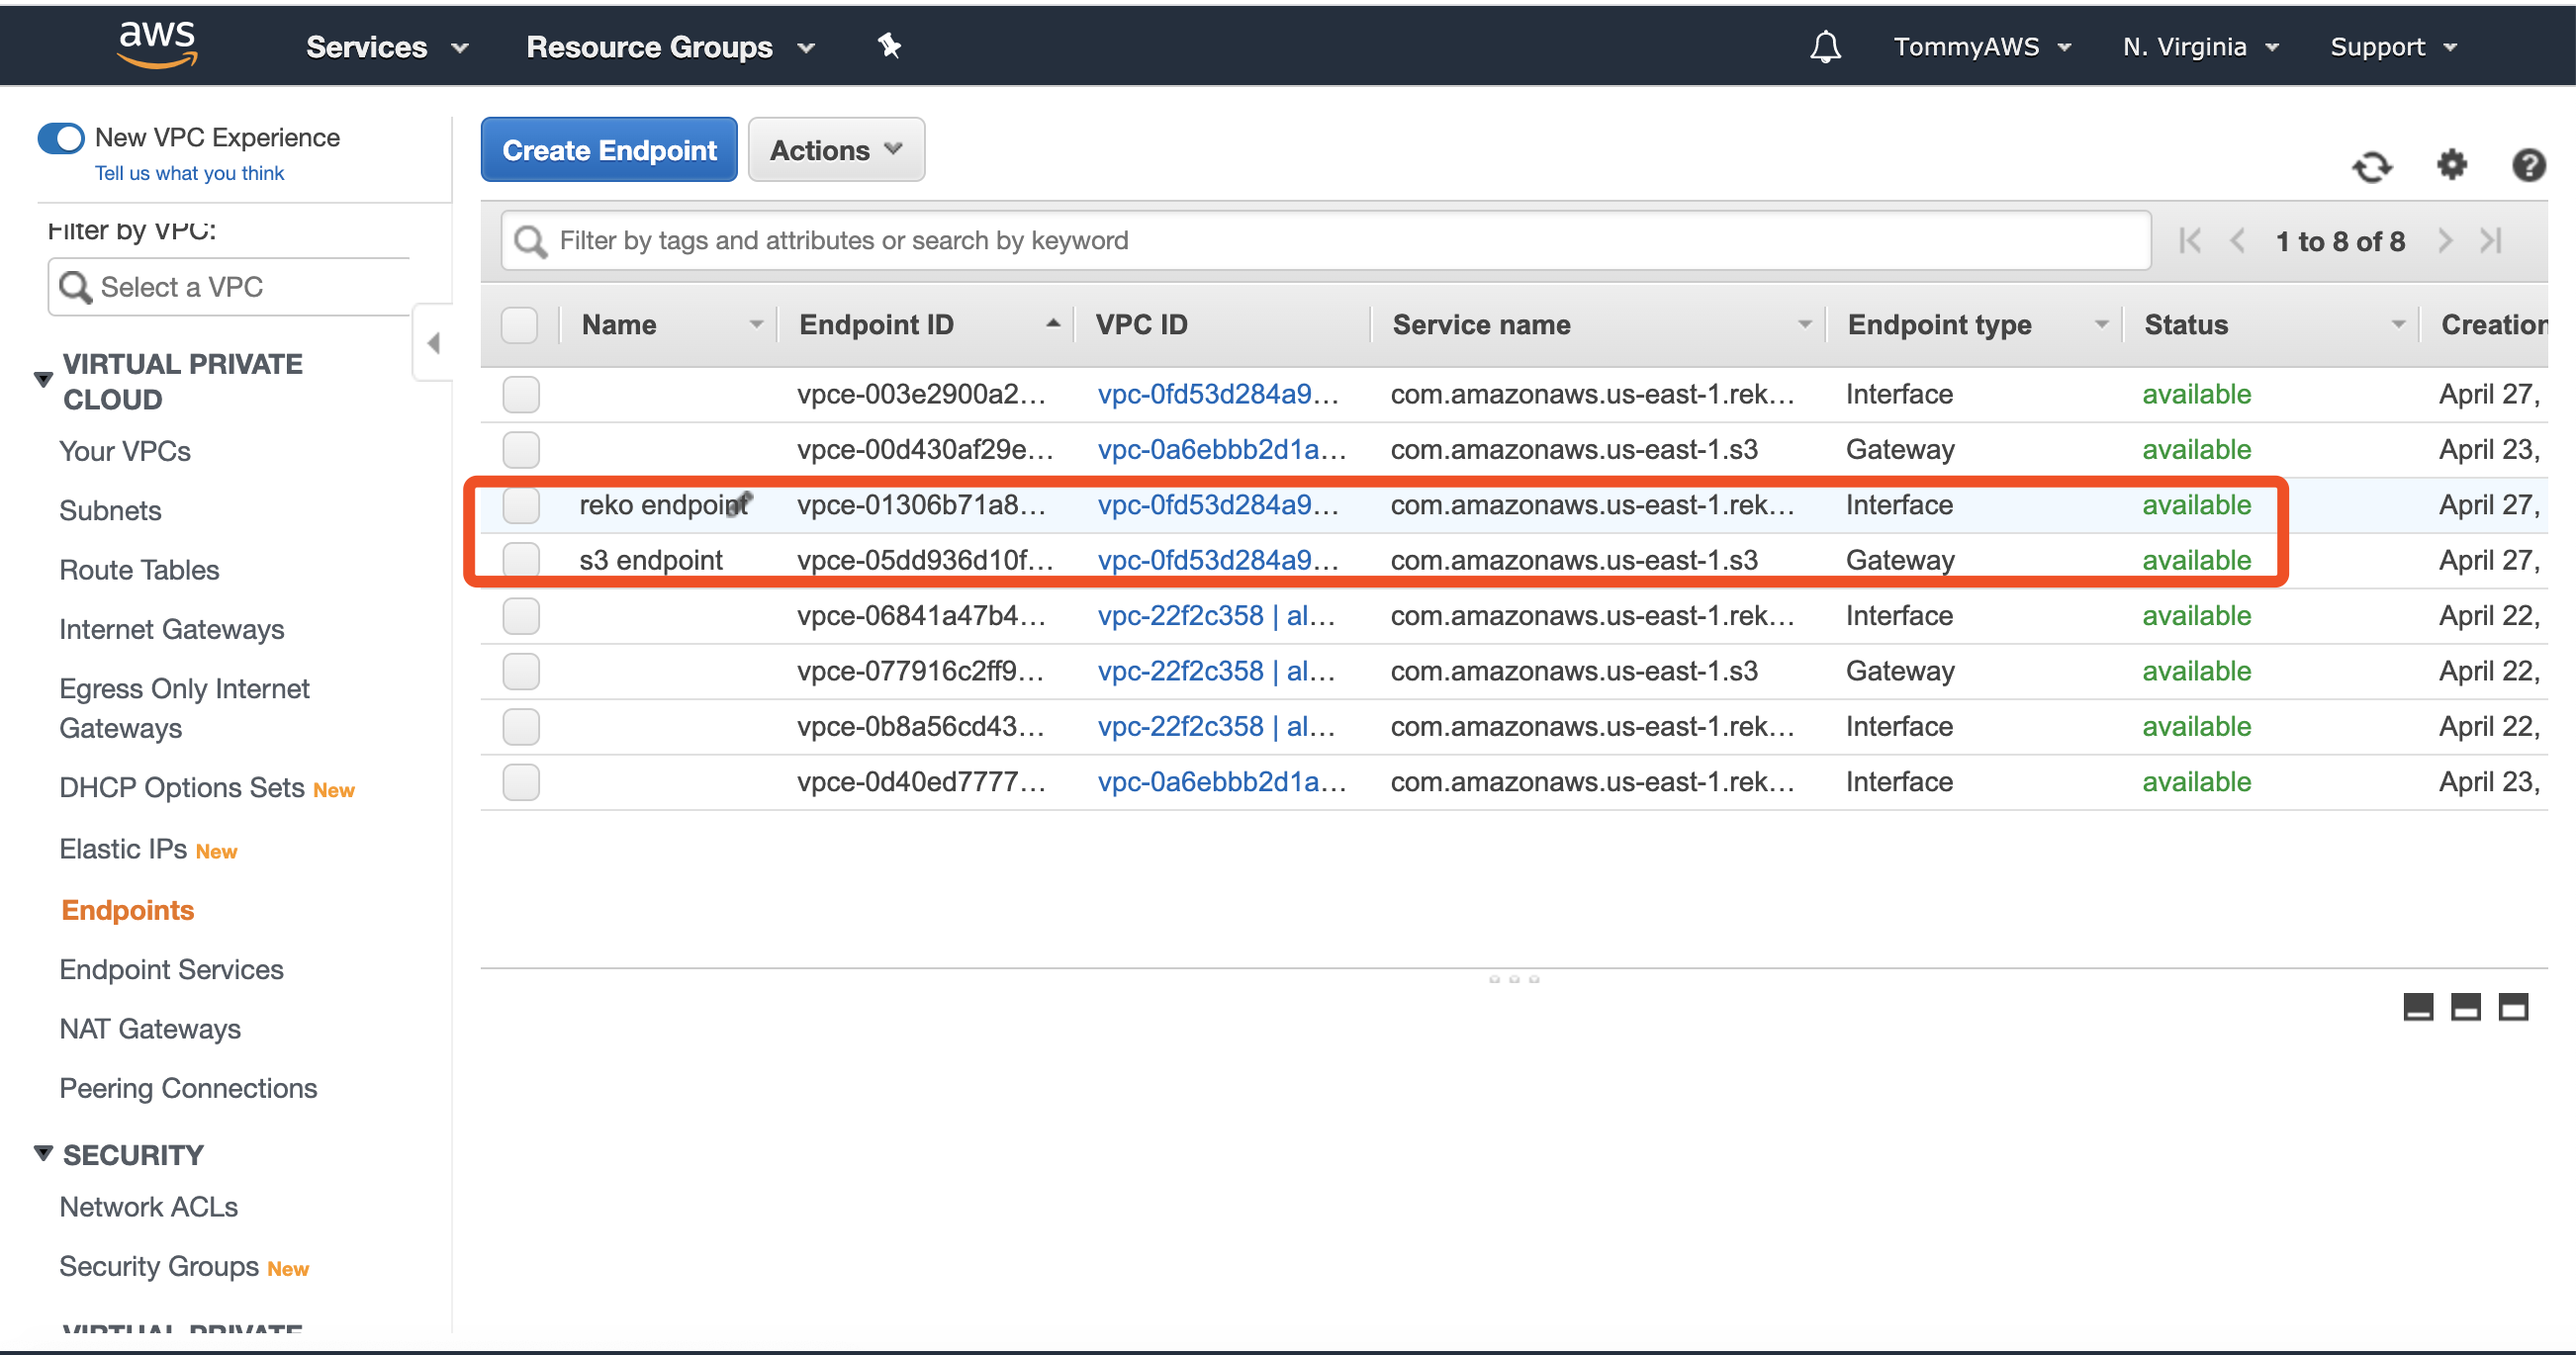 aws Services Resource Groups TommyAWS N. Virginia Support
New VPC Experience
Tell us what you think
Filter by VPC:
Select a VPC
VIRTUAL PRIVATE
CLOUD
Your VPCs
Subnets
Route Tables
Internet Gateways
Egress Only Internet
Gateways
DHCP Options Sets New
Elastic IPs New
Endpoints
Endpoint Services
NAT Gateways
Peering Connections
SECURITY
Network ACLs
Security Groups New
VIRTUAL PRIVATE
Create Endpoint Actions
Filter by tags and attributes or search by keyword 1 to 8 of 8
Name Endpoint ID VPC ID Service name Endpoint type Status Creation
vpce-003e2900a2... vpc-0fd53d284a9... com.amazonaws.us-east-1.rek... Interface available April 27,
vpce-00d430af29e... vpc-0a6ebbb2d1a... com.amazonaws.us-east-1.s3 Gateway available April 23,
reko endpoint vpce-01306b71a8... vpc-0fd53d284a9... com.amazonaws.us-east-1.rek... Interface available April 27,
s3 endpoint vpce-05dd936d10f... vpc-0fd53d284a9... com.amazonaws.us-east-1.s3 Gateway available April 27,
vpce-06841a47b4... vpc-22f2c358 | al... com.amazonaws.us-east-1.rek... Interface available April 22,
vpce-077916c2ff9... vpc-22f2c358 | al... com.amazonaws.us-east-1.s3 Gateway available April 22,
vpce-0b8a56cd43... vpc-22f2c358 | al... com.amazonaws.us-east-1.rek... Interface available April 22,
vpce-0d40ed7777... vpc-0a6ebbb2d1a... com.amazonaws.us-east-1.rek... Interface available April 23,